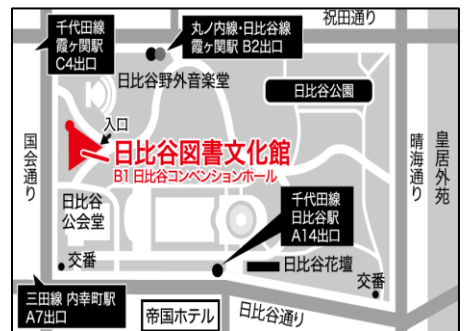 千代田線
霞ヶ関駅
C4出口
丸ノ内線・日比谷線
霞ヶ関駅 B2出口
祝田通り
日比谷野外音楽堂
日比谷公園
入口
国会通り
日比谷図書文化館
B1 日比谷コンベンションホール
晴海通り
皇居外苑
日比谷
公会堂
千代田線
日比谷駅
A14出口
交番
日比谷花壇
交番
三田線 内幸町駅
A7出口
帝国ホテル
日比谷通り